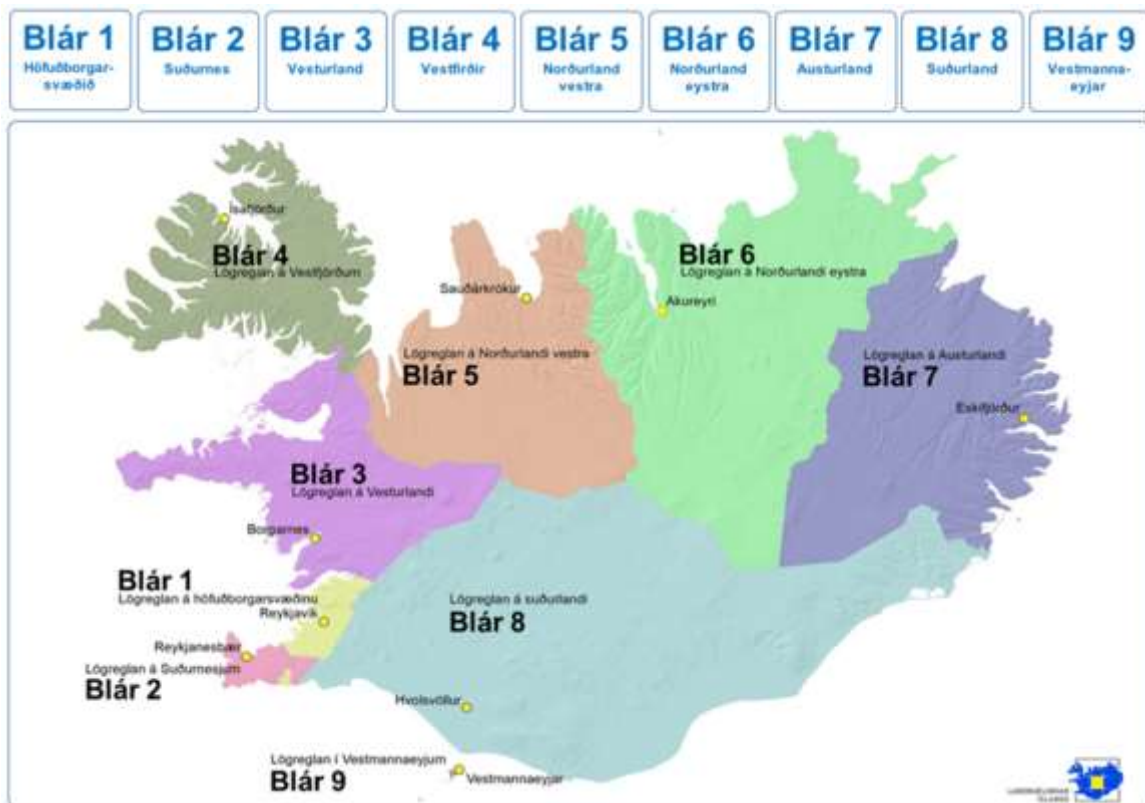 Blár 1
Höfuðborgar-
svæðið
Blár 2
Suðurnes
Blár 3
Vesturland
Blár 4
Vestfirðir
Blár 5
Norðurland
vestra
Blár 6
Norðurland
eystra
Blár 7
Austurland
Blár 8
Suðurland
Blár 9
Vestmanna-
eyjar
Ísafjörður
Blár 4
Lögreglan á Vestfjörðum
Blár 6
Lögreglan á Norðurlandi eystra
Sauðárkrókur
Akureyri
Lögreglan á Norðurlandi vestra
Blár 5
Lögreglan á Austurlandi
Blár 7
Eskifjörður
Blár 3
Lögreglan á Vesturlandi
Borgarnes
Blár 1
Lögreglan á höfuðborgarsvæðinu
Reykjavík
Lögreglan á suðurlandi
Blár 8
Reykjanesbær
Lögreglan á Suðurnesjum
Blár 2
Hvolsvöllur
Lögreglan í Vestmannaeyjum
Blár 9
Vestmannaeyjar